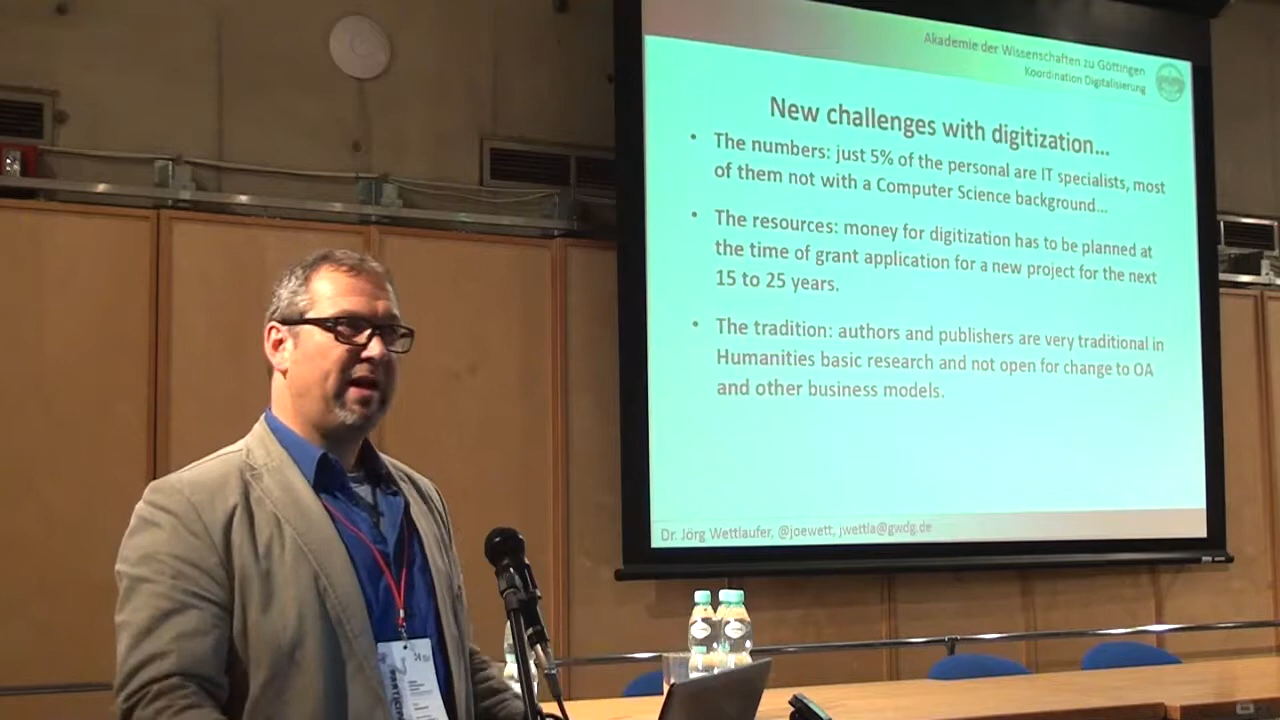 Akademie der Wissenschaften zu Göttingen
Koordination Digitalisierung
New challenges with digitization...
• The numbers: just 5% of the personal are IT specialists, most
of them not with a Computer Science background...
• The resources: money for digitization has to be planned at
the time of grant application for a new project for the next
15 to 25 years.
• The tradition: authors and publishers are very traditional in
Humanities basic research and not open for change to OA
and other business models.
Dr. Jörg Wettlaufer, @joewett, jwettla@gwdg.de